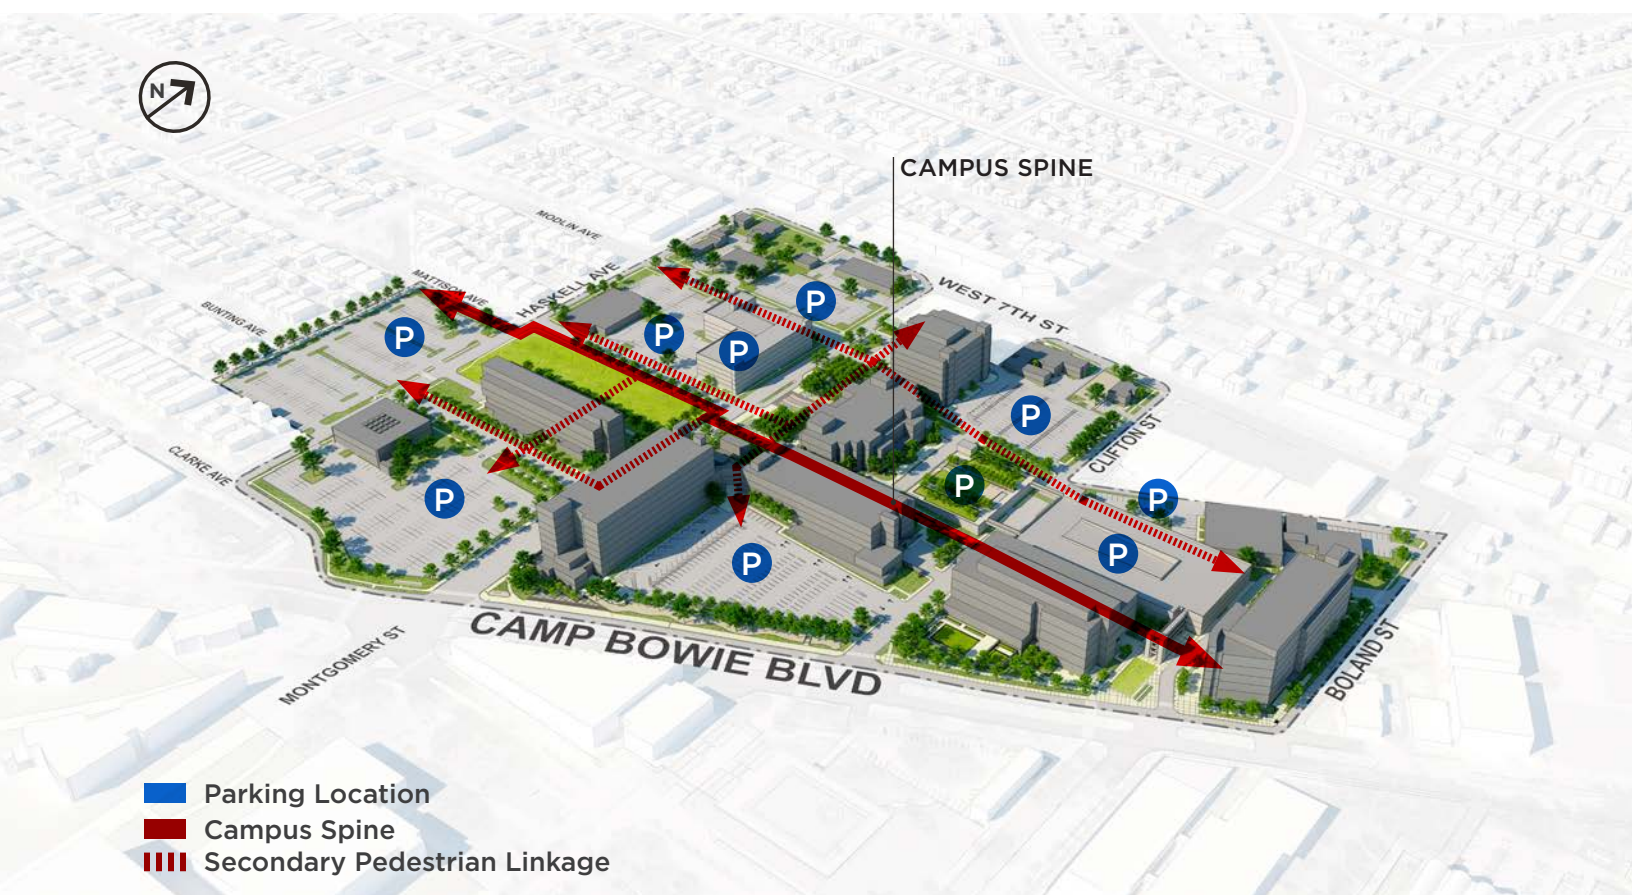 N
CAMPUS SPINE
MODLIN AVE
HASKELL AVE
MATTISON AVE
BUNTING AVE
WEST 7TH ST
P
P
P
P
P
CLIFTON ST
CLARKE AVE
P
P
P
P
P
CAMP BOWIE BLVD
MONTGOMERY ST
BOLAND ST
Parking Location
Campus Spine
Secondary Pedestrian Linkage